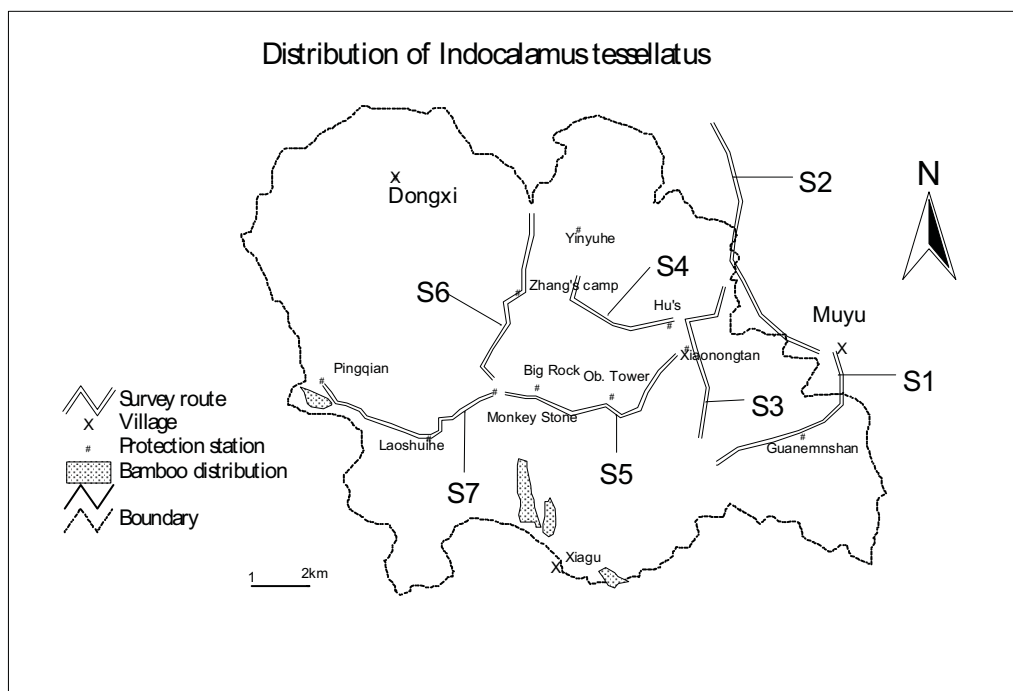 Distribution of Indocalamus tessellatus
S2
N
x
Dongxi
#
Yinyuhe
S4
S6
#
Zhang's camp
Hu's
#
Muyu
X
Pingqian
#
#
Xiaonongtan
Big Rock
#
Ob. Tower
#
S1
#
Monkey Stone
S3
Survey route
X
Village
#
Protection station
Bamboo distribution
Boundary
Laoshuihe
#
S7
S5
#
Guanemnshan
Xiagu
X
1
2km